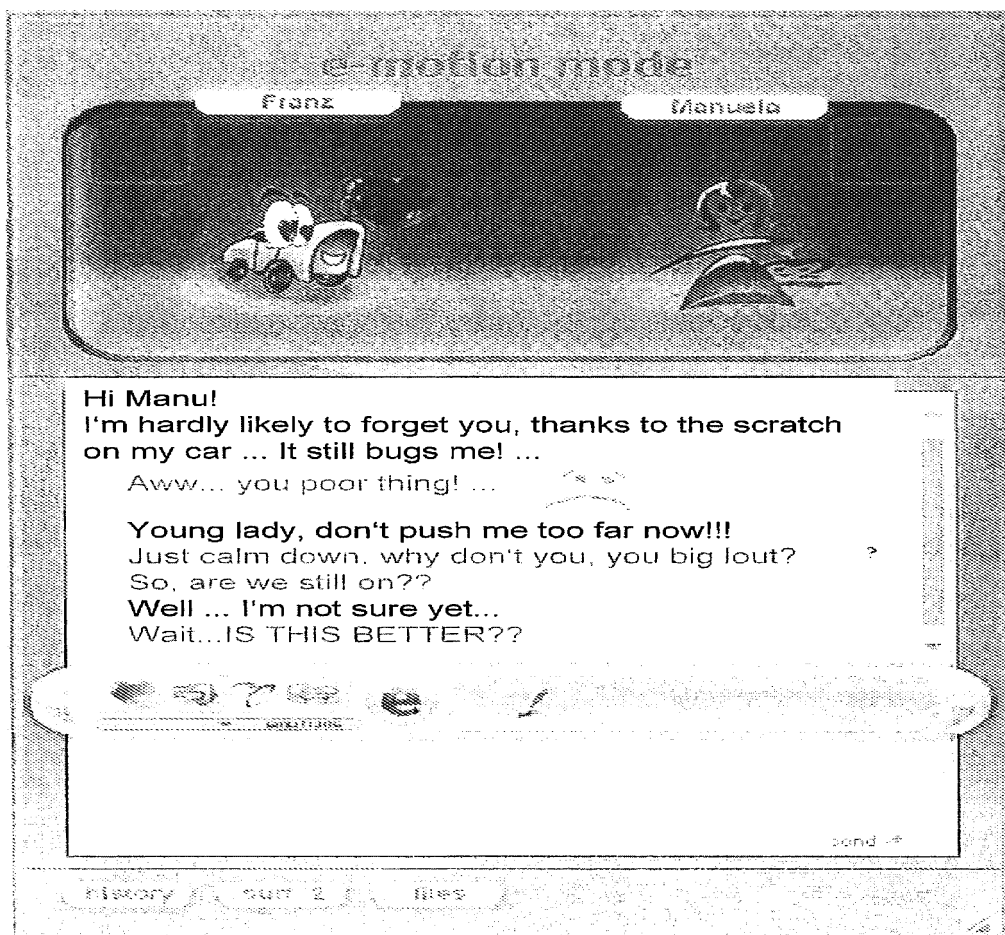 e-motion mode
Franz
Manuela
Hi Manu!
I'm hardly likely to forget you, thanks to the scratch
on my car ... It still bugs me! ...
Aww... you poor thing! ...
Young lady, don't push me too far now!!!
Just calm down, why don't you, you big lout? ?
So, are we still on??
Well ... I'm not sure yet...
Wait...IS THIS BETTER??
history
files